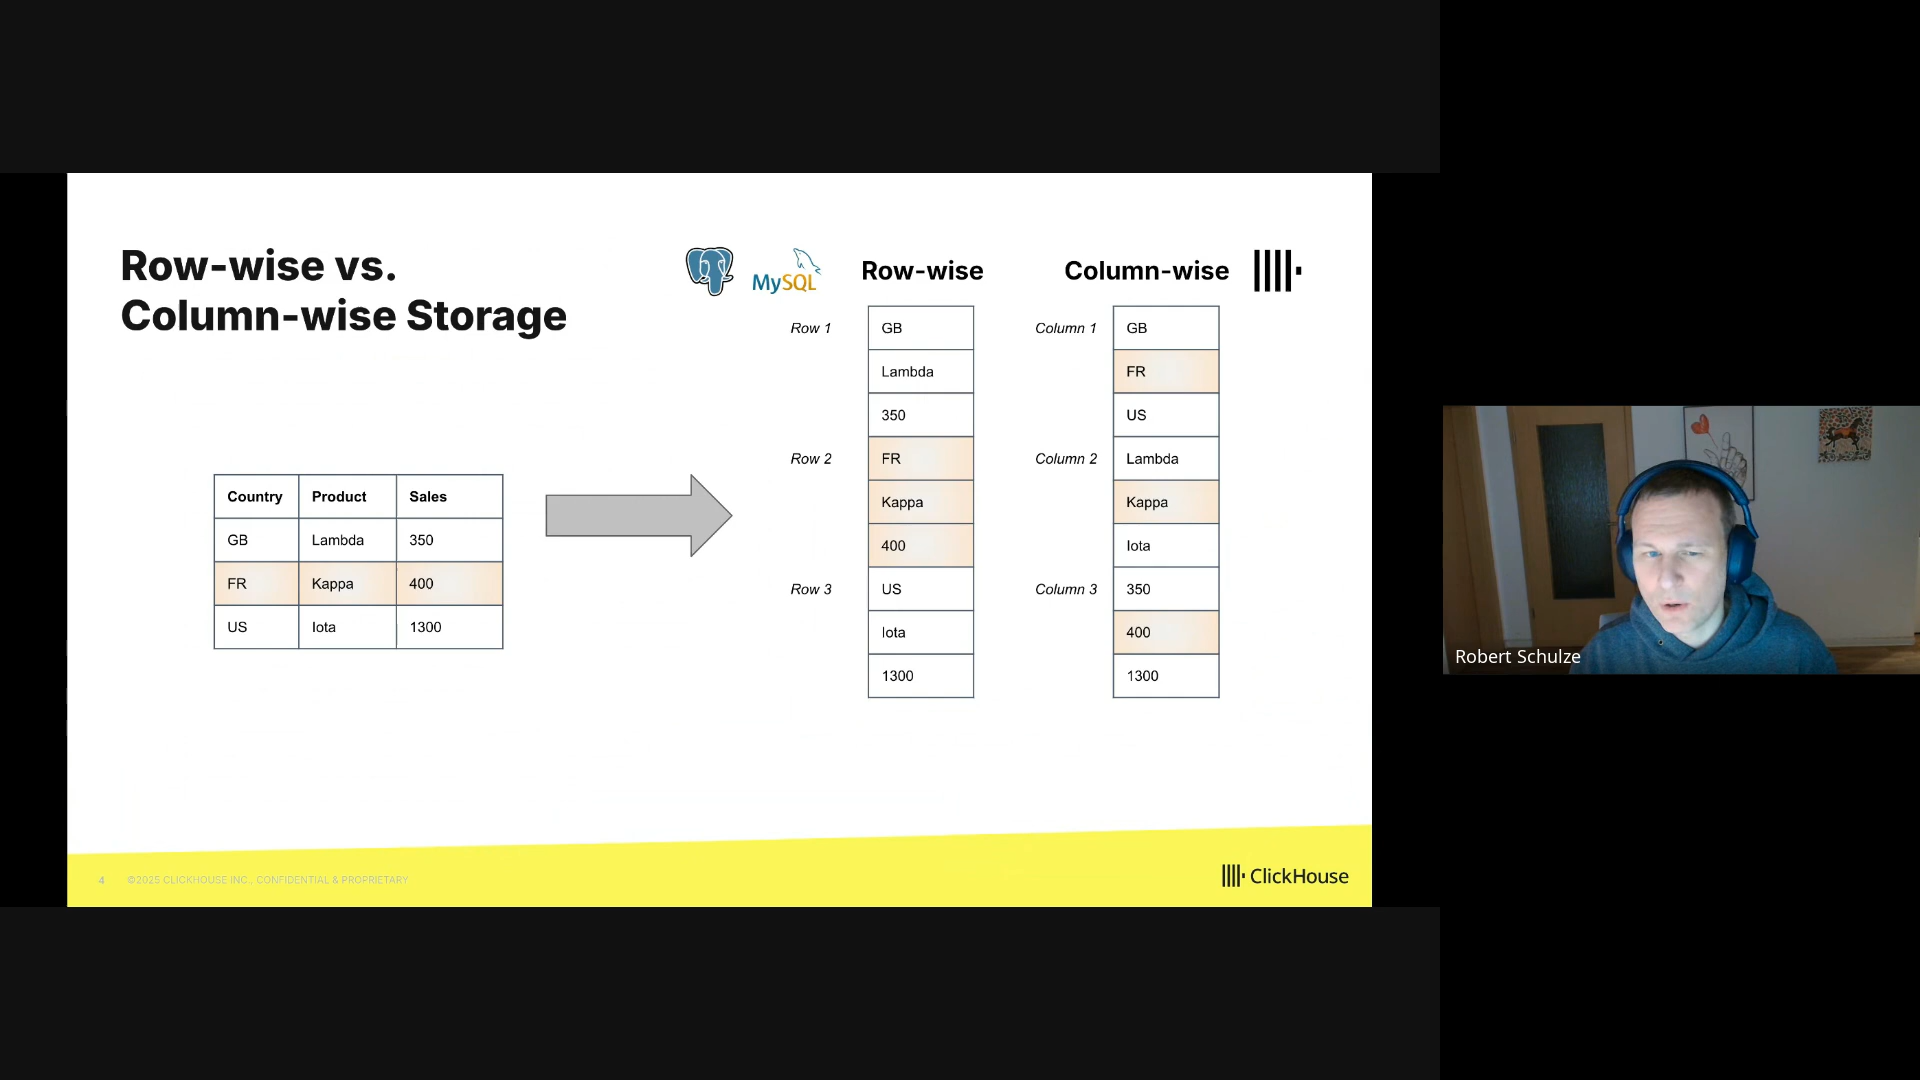 Row-wise vs.
Column-wise Storage
MySQL
Row-wise
Column-wise
Country Product Sales
GB Lambda 350
FR Kappa 400
US Iota 1300
Row 1 GB
Lambda
350
Row 2 FR
Kappa
400
Row 3 US
Iota
1300
Column 1 GB
FR
US
Column 2 Lambda
Kappa
Iota
Column 3 350
400
1300
Robert Schulze
4 ©2025 CLICKHOUSE INC., CONFIDENTIAL & PROPRIETARY
ClickHouse